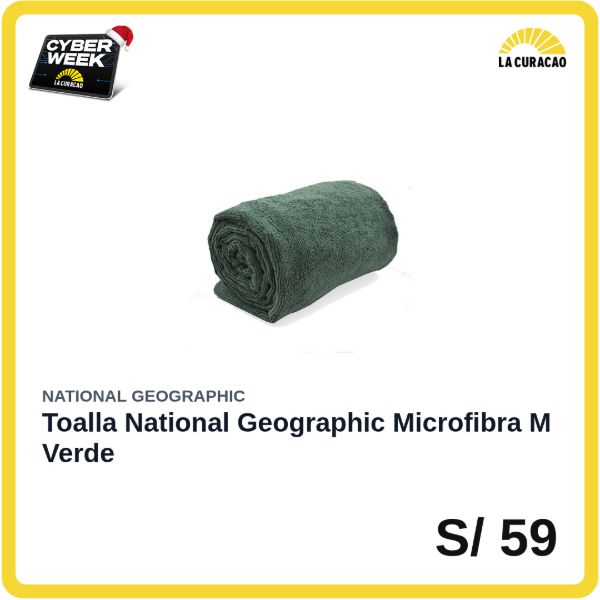 CYBER
WEEK
LA CURACAO
LA CURACAO
NATIONAL GEOGRAPHIC
Toalla National Geographic Microfibra M
Verde
S/ 59